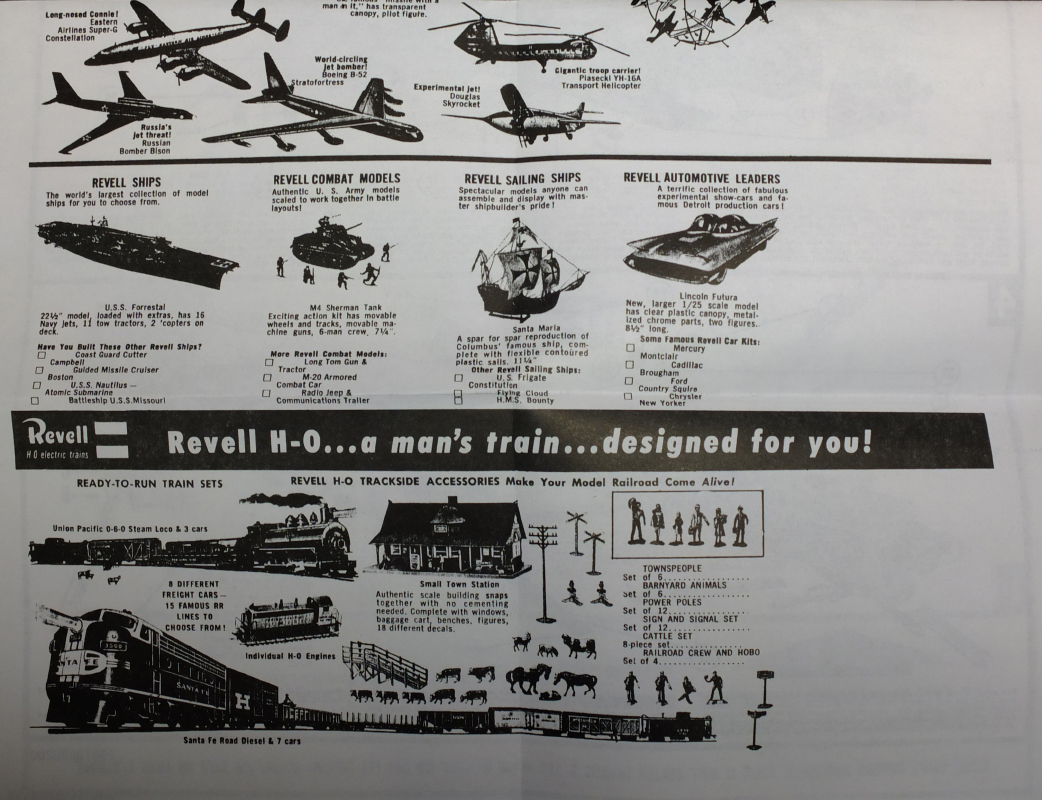 man in it," has transparent
canopy, pilot figure.
Long-nosed Connie!
Eastern
Airlines Super-G
Constellation
World-circling
jet bomber!
Boeing B-52
Stratofortress
Gigantic troop carrier!
Piasecki YH-16A
Transport Helicopter
Experimental jet!
Douglas
Skyrocket
Russia's
jet threat!
Russian
Bomber Bison
REVELL SHIPS
The world's largest collection of model
ships for you to choose from.
U.S.S. Forrestal
22½" model, loaded with extras, has 16
Navy jets, 11 tow tractors, 2 'copters on
deck.
Have You Built These Other Revell Ships?
Coast Guard Cutter
Campbell
Guided Missile Cruiser
Boston
U.S.S. Nautilus —
Atomic Submarine
Battleship U.S.S. Missouri
REVELL COMBAT MODELS
Authentic U. S. Army models
scaled to work together in battle
layouts!
M4 Sherman Tank
Exciting action kit has movable
wheels and tracks, movable ma-
chine guns, 6-man crew, 7¼".
More Revell Combat Models:
Long Tom Gun &
Tractor
M-20 Armored
Combat Car
Radio Jeep &
Communications Trailer
REVELL SAILING SHIPS
Spectacular models anyone can
assemble and display with mas-
ter shipbuilder's pride!
Santa Maria
A spar for spar reproduction of
Columbus' famous ship, com-
plete with flexible contoured
plastic sails. 11¼"
Other Revell Sailing Ships:
U.S. Frigate
Constitution
Flying Cloud
H.M.S. Bounty
REVELL AUTOMOTIVE LEADERS
A terrific collection of fabulous
experimental show-cars and fa-
mous Detroit production cars!
Lincoln Futura
New, larger 1/25 scale model
has clear plastic canopy, metal-
ized chrome parts, two figures.
8½" long.
Some Famous Revell Car Kits:
Mercury
Montclair
Cadillac
Brougham
Ford
Country Squire
Chrysler
New Yorker
Revell
H O electric trains
Revell H-O...a man's train...designed for you!
READY-TO-RUN TRAIN SETS
REVELL H-O TRACKSIDE ACCESSORIES Make Your Model Railroad Come Alive!
Union Pacific 0-6-0 Steam Loco & 3 cars
8 DIFFERENT
FREIGHT CARS —
15 FAMOUS RR
LINES TO
CHOOSE FROM!
Individual H-O Engines
Small Town Station
Authentic scale building snaps
together with no cementing
needed. Complete with windows,
baggage cart, benches, figures,
18 different decals.
TOWNSPEOPLE
Set of 6..................
BARNYARD ANIMALS
Set of 6..................
POWER POLES
Set of 12.................
SIGN AND SIGNAL SET
Set of 12.................
CATTLE SET
8-piece set...............
RAILROAD CREW AND HOBO
Set of 4..................
3500
SANTA FE
SANTA FE
H
Santa Fe Road Diesel & 7 cars